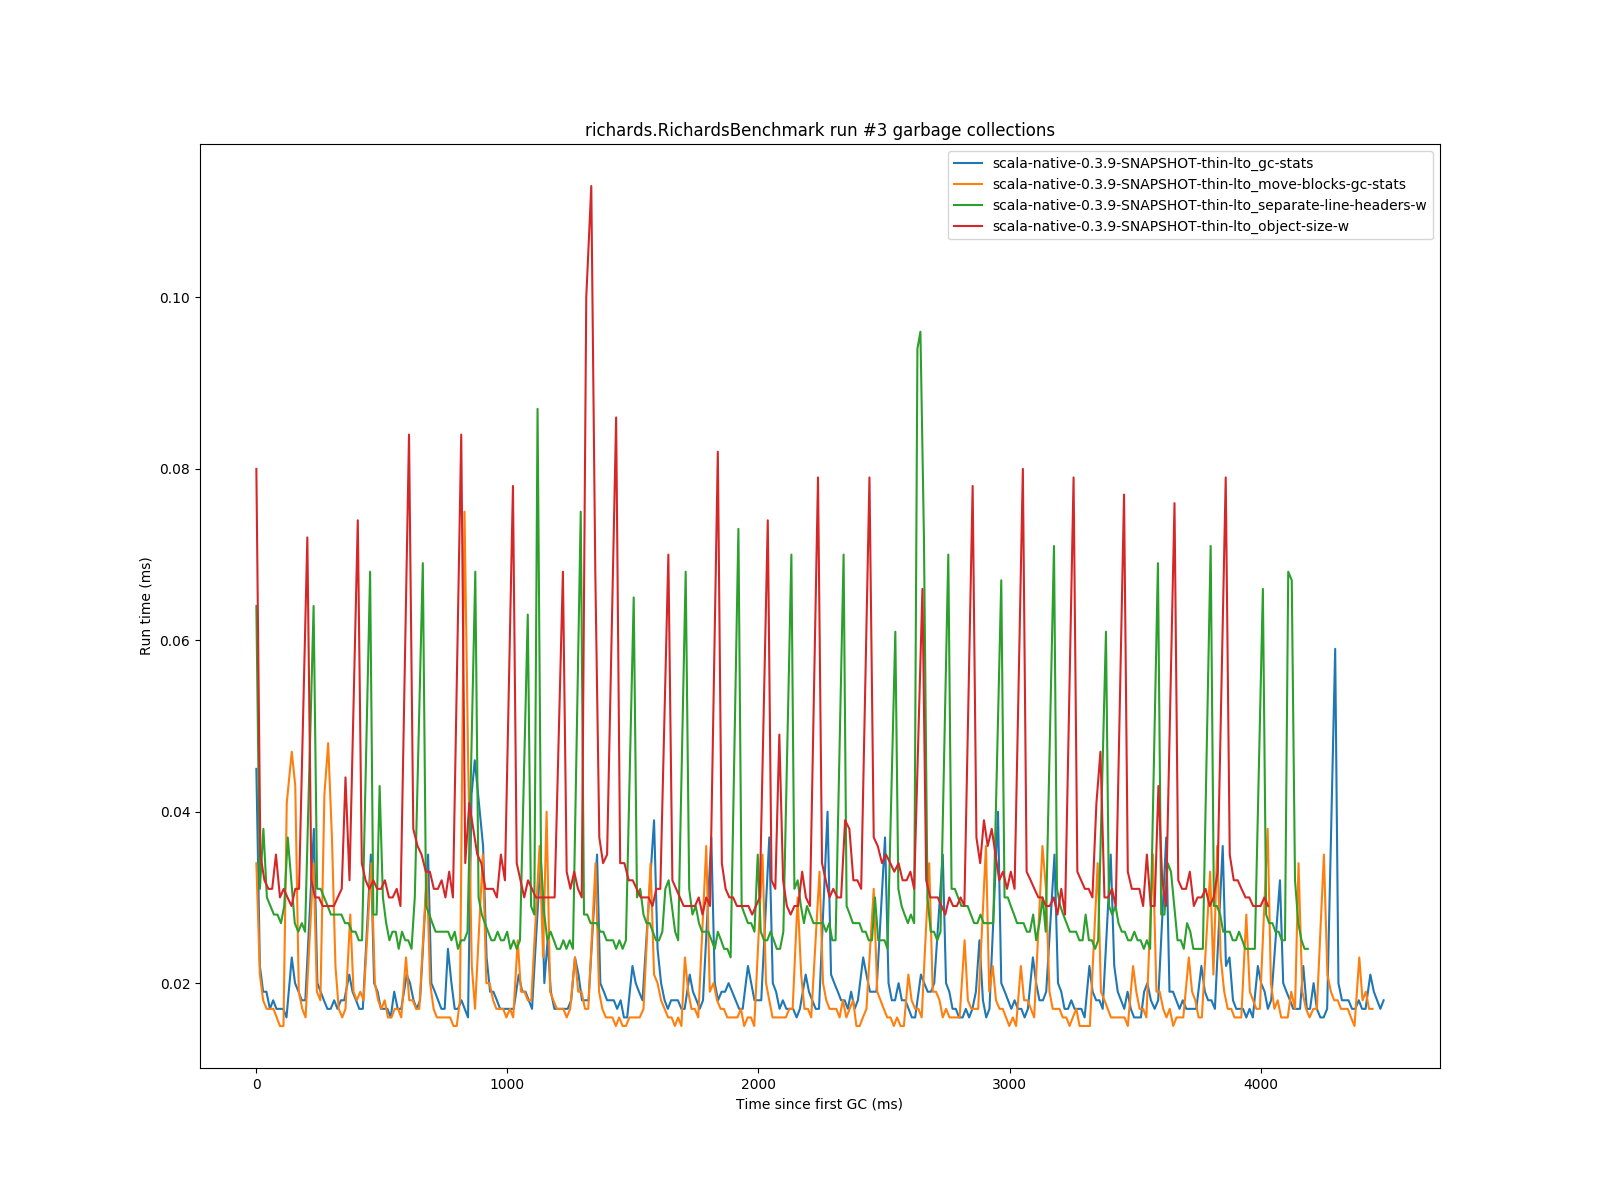 richards.RichardsBenchmark run #3 garbage collections
scala-native-0.3.9-SNAPSHOT-thin-lto_gc-stats
scala-native-0.3.9-SNAPSHOT-thin-lto_move-blocks-gc-stats
scala-native-0.3.9-SNAPSHOT-thin-lto_separate-line-headers-w
scala-native-0.3.9-SNAPSHOT-thin-lto_object-size-w
0.10
0.08
0.06
0.04
0.02
Run time (ms)
0 1000 2000 3000 4000
Time since first GC (ms)